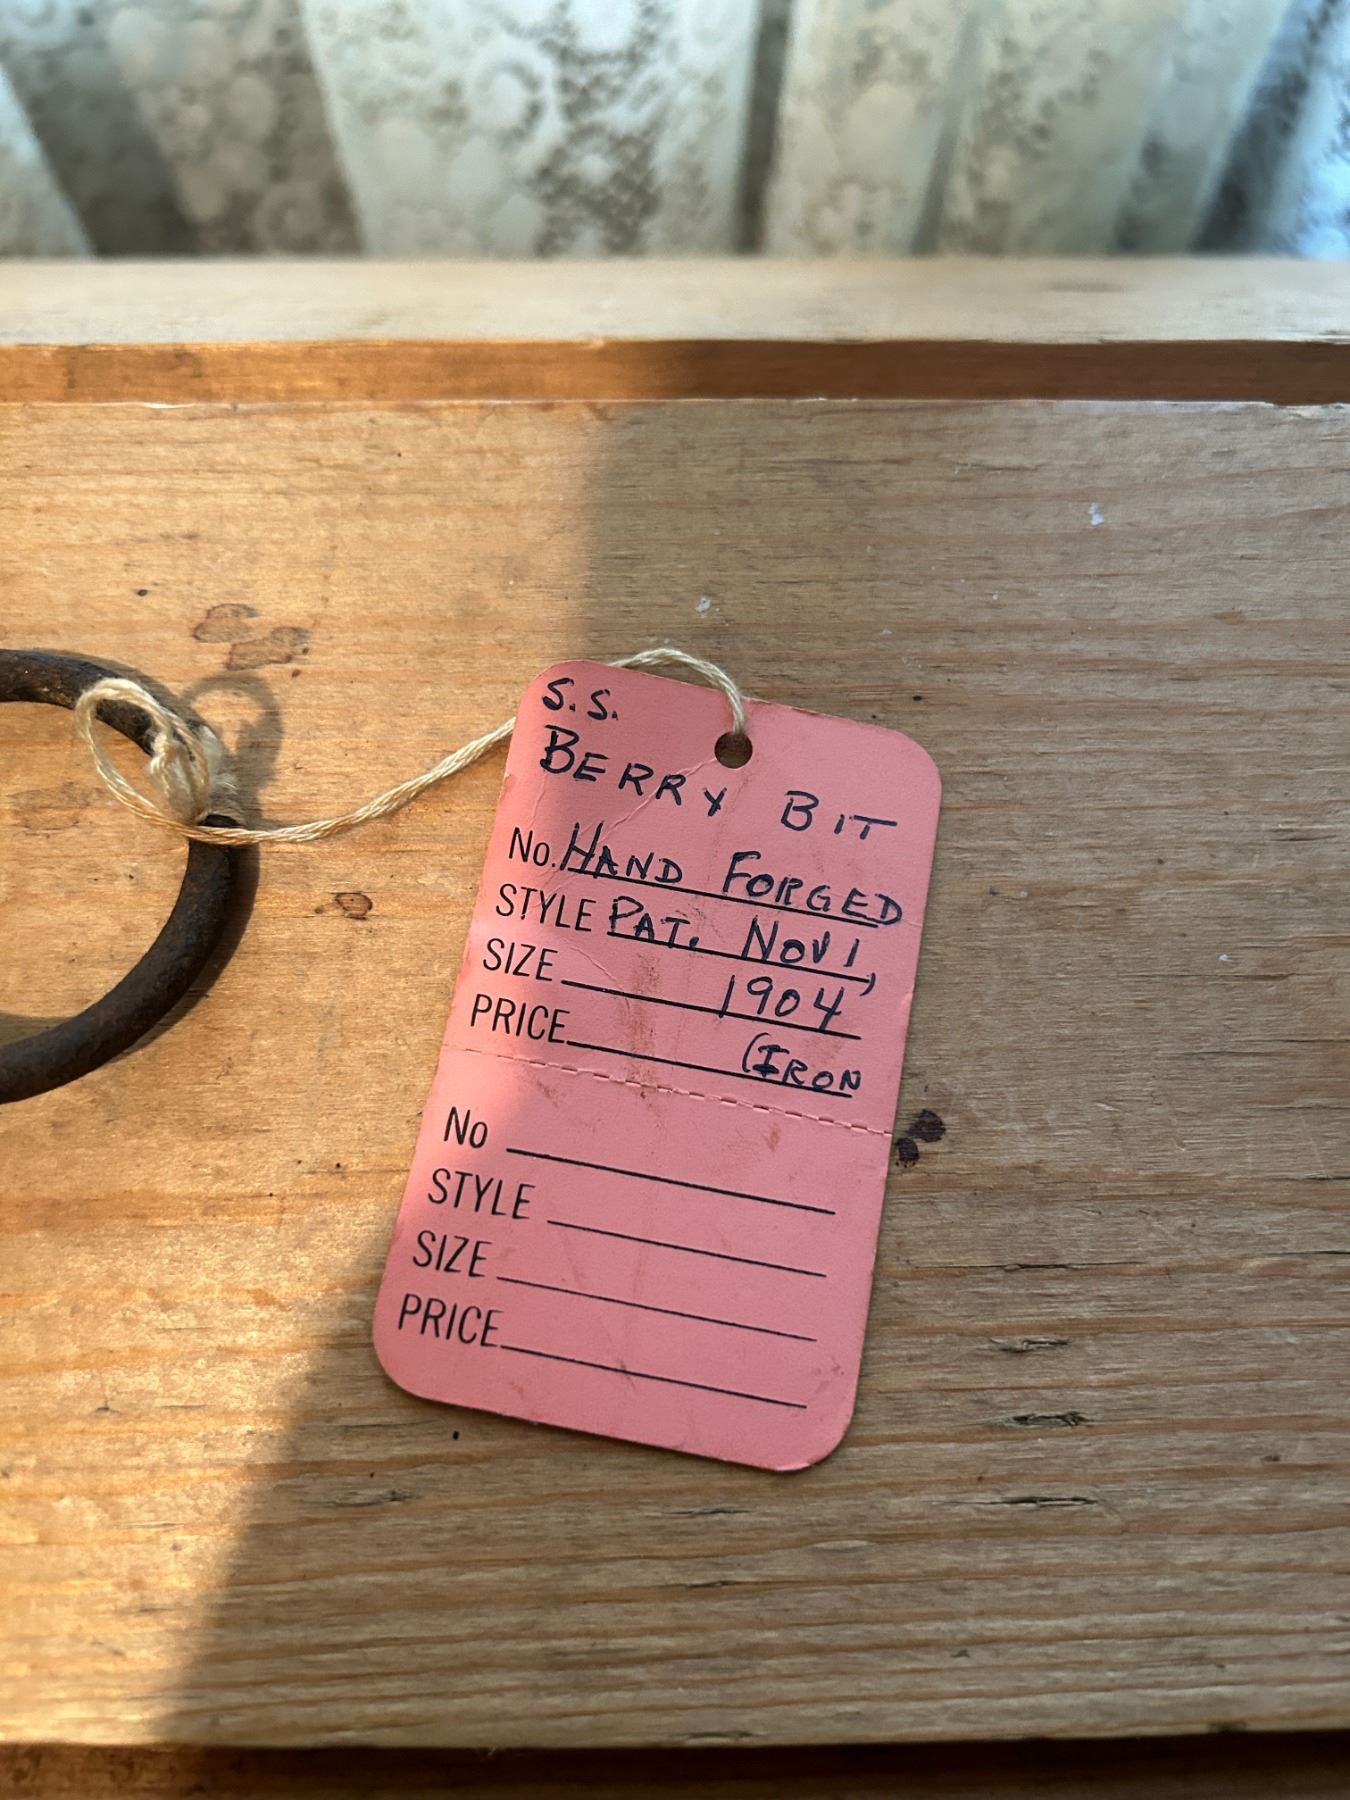 S.S.
BERRY BIT
No. HAND FORGED
STYLE PAT. NOV 1,
SIZE 1904
PRICE (IRON
No
STYLE
SIZE
PRICE